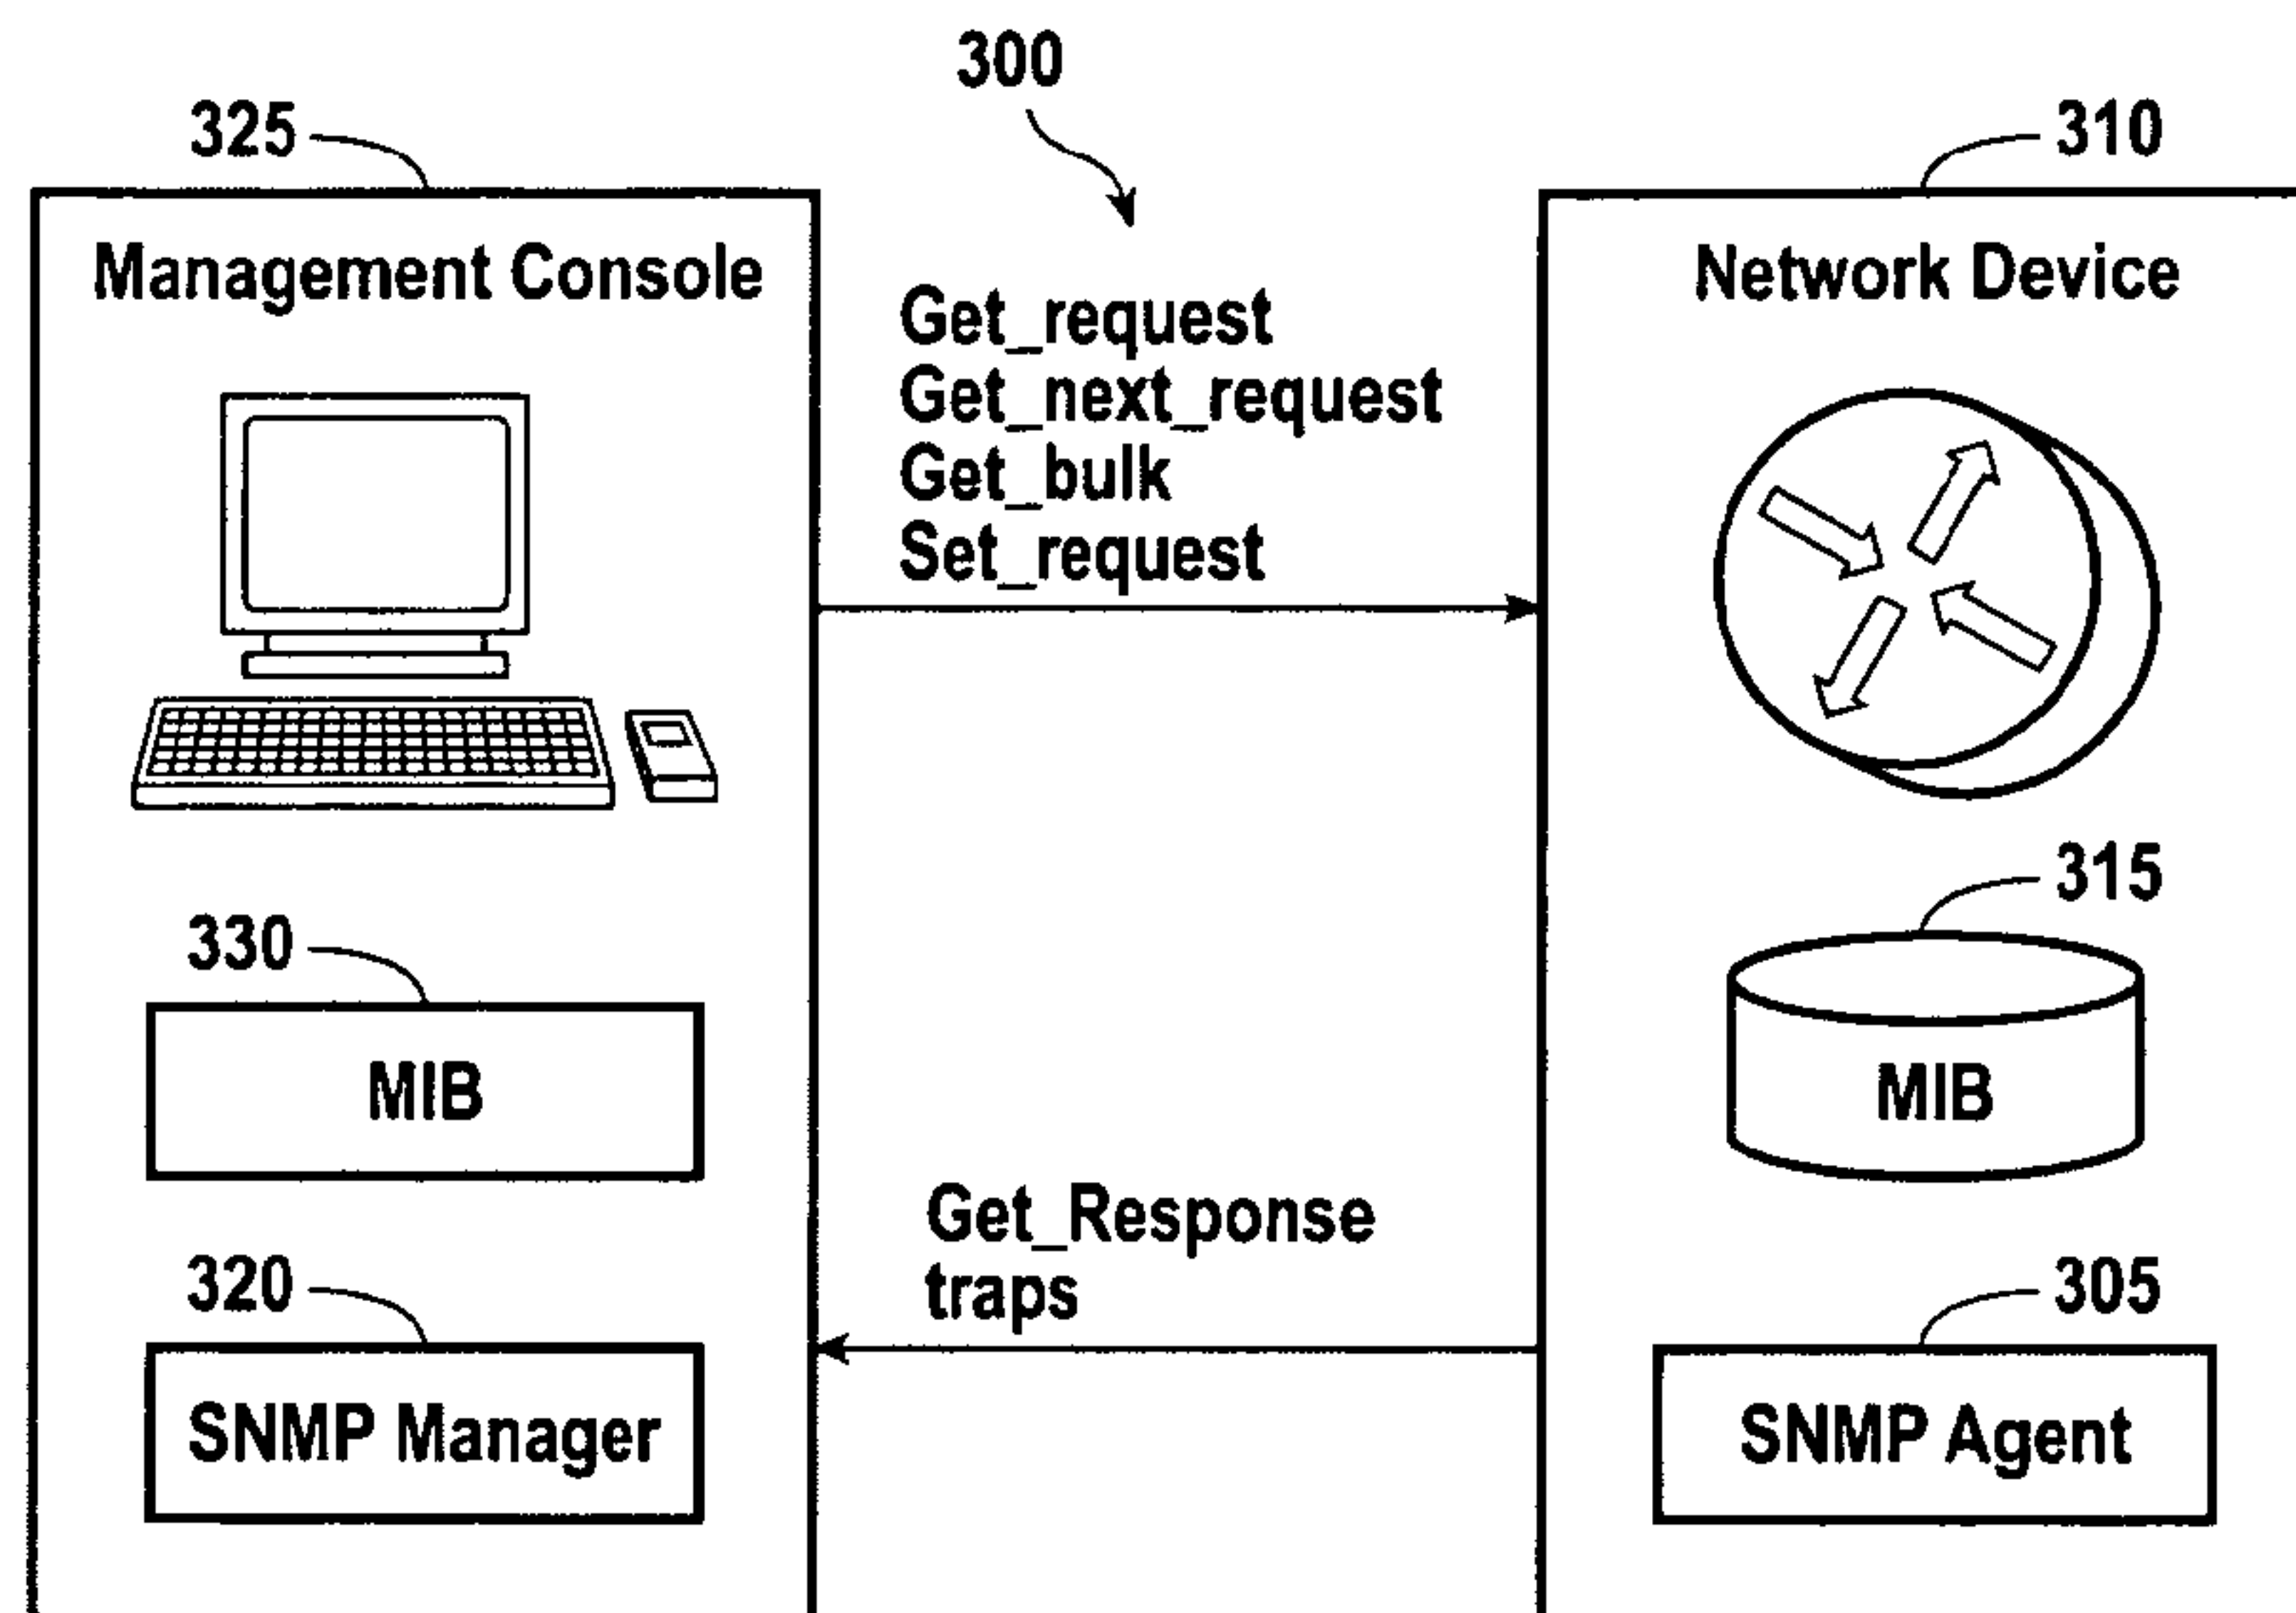 300
325
310
Management Console
Network Device
Get_request
Get_next_request
Get_bulk
Set_request
315
330
MIB
MIB
Get_Response
traps
320
305
SNMP Manager
SNMP Agent